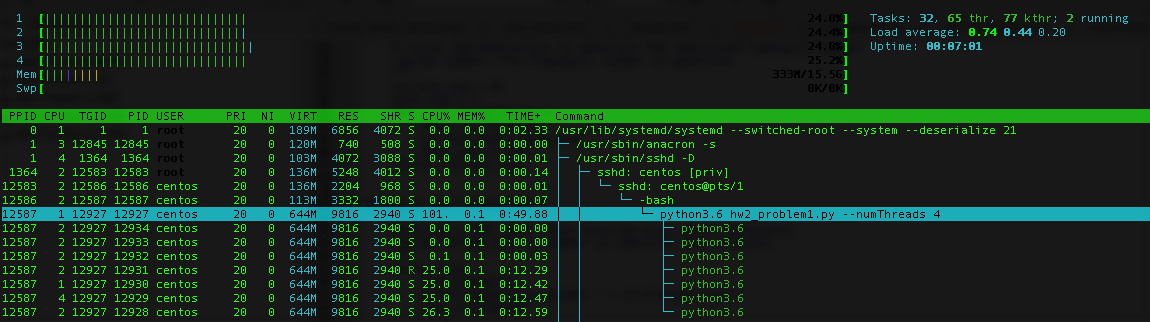 1 [|||||||||||||||||||||||||||||| 24.8%] Tasks: 32, 65 thr, 77 kthr; 2 running
2 [|||||||||||||||||||||||||||||| 24.4%] Load average: 0.74 0.44 0.20
3 [||||||||||||||||||||||||||||||| 24.8%] Uptime: 00:07:01
4 [|||||||||||||||||||||||||||||| 25.2%]
Mem[|||||||| 333M/15.5G]
Swp[ 0K/0K]
PPID CPU TGID PID USER PRI NI VIRT RES SHR S CPU% MEM% TIME+ Command
0 1 1 1 root 20 0 189M 6856 4072 S 0.0 0.0 0:02.33 /usr/lib/systemd/systemd --switched-root --system --deserialize 21
1 3 12845 12845 root 20 0 120M 740 508 S 0.0 0.0 0:00.00 ├─ /usr/sbin/anacron -s
1 4 1364 1364 root 20 0 103M 4072 3088 S 0.0 0.0 0:00.01 ├─ /usr/sbin/sshd -D
1364 2 12583 12583 root 20 0 136M 5248 4012 S 0.0 0.0 0:00.14 │ ├─ sshd: centos [priv]
12583 2 12586 12586 centos 20 0 136M 2204 968 S 0.0 0.0 0:00.01 │ │ └─ sshd: centos@pts/1
12586 2 12587 12587 centos 20 0 113M 3332 1800 S 0.0 0.0 0:00.07 │ │ └─ -bash
12587 1 12927 12927 centos 20 0 644M 9816 2940 S 101. 0.1 0:49.88 │ │ └─ python3.6 hw2_problem1.py --numThreads 4
12587 2 12927 12934 centos 20 0 644M 9816 2940 S 0.0 0.1 0:00.00 │ │ ├─ python3.6
12587 2 12927 12933 centos 20 0 644M 9816 2940 S 0.0 0.1 0:00.00 │ │ ├─ python3.6
12587 2 12927 12932 centos 20 0 644M 9816 2940 S 0.1 0.1 0:00.03 │ │ ├─ python3.6
12587 2 12927 12931 centos 20 0 644M 9816 2940 R 25.0 0.1 0:12.29 │ │ ├─ python3.6
12587 1 12927 12930 centos 20 0 644M 9816 2940 S 25.0 0.1 0:12.42 │ │ ├─ python3.6
12587 4 12927 12929 centos 20 0 644M 9816 2940 S 25.0 0.1 0:12.47 │ │ ├─ python3.6
12587 2 12927 12928 centos 20 0 644M 9816 2940 S 26.3 0.1 0:12.59 │ │ └─ python3.6